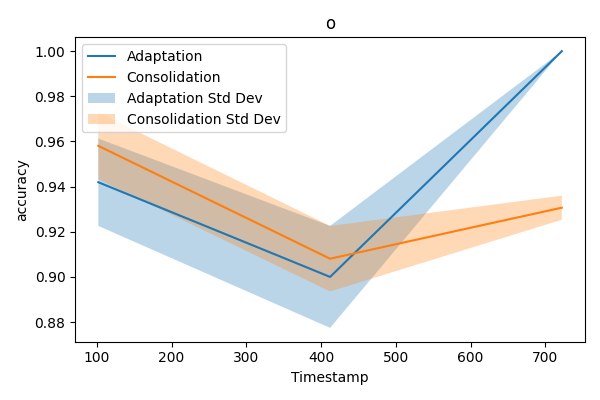 o
Adaptation
Consolidation
Adaptation Std Dev
Consolidation Std Dev
accuracy
1.00
0.98
0.96
0.94
0.92
0.90
0.88
100 200 300 400 500 600 700
Timestamp